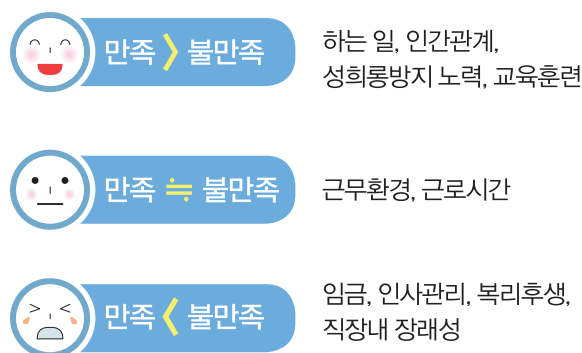 만족 > 불만족
하는 일, 인간관계,
성희롱방지 노력, 교육훈련
만족 ≒ 불만족
근무환경, 근로시간
만족 < 불만족
임금, 인사관리, 복리후생,
직장내 장래성